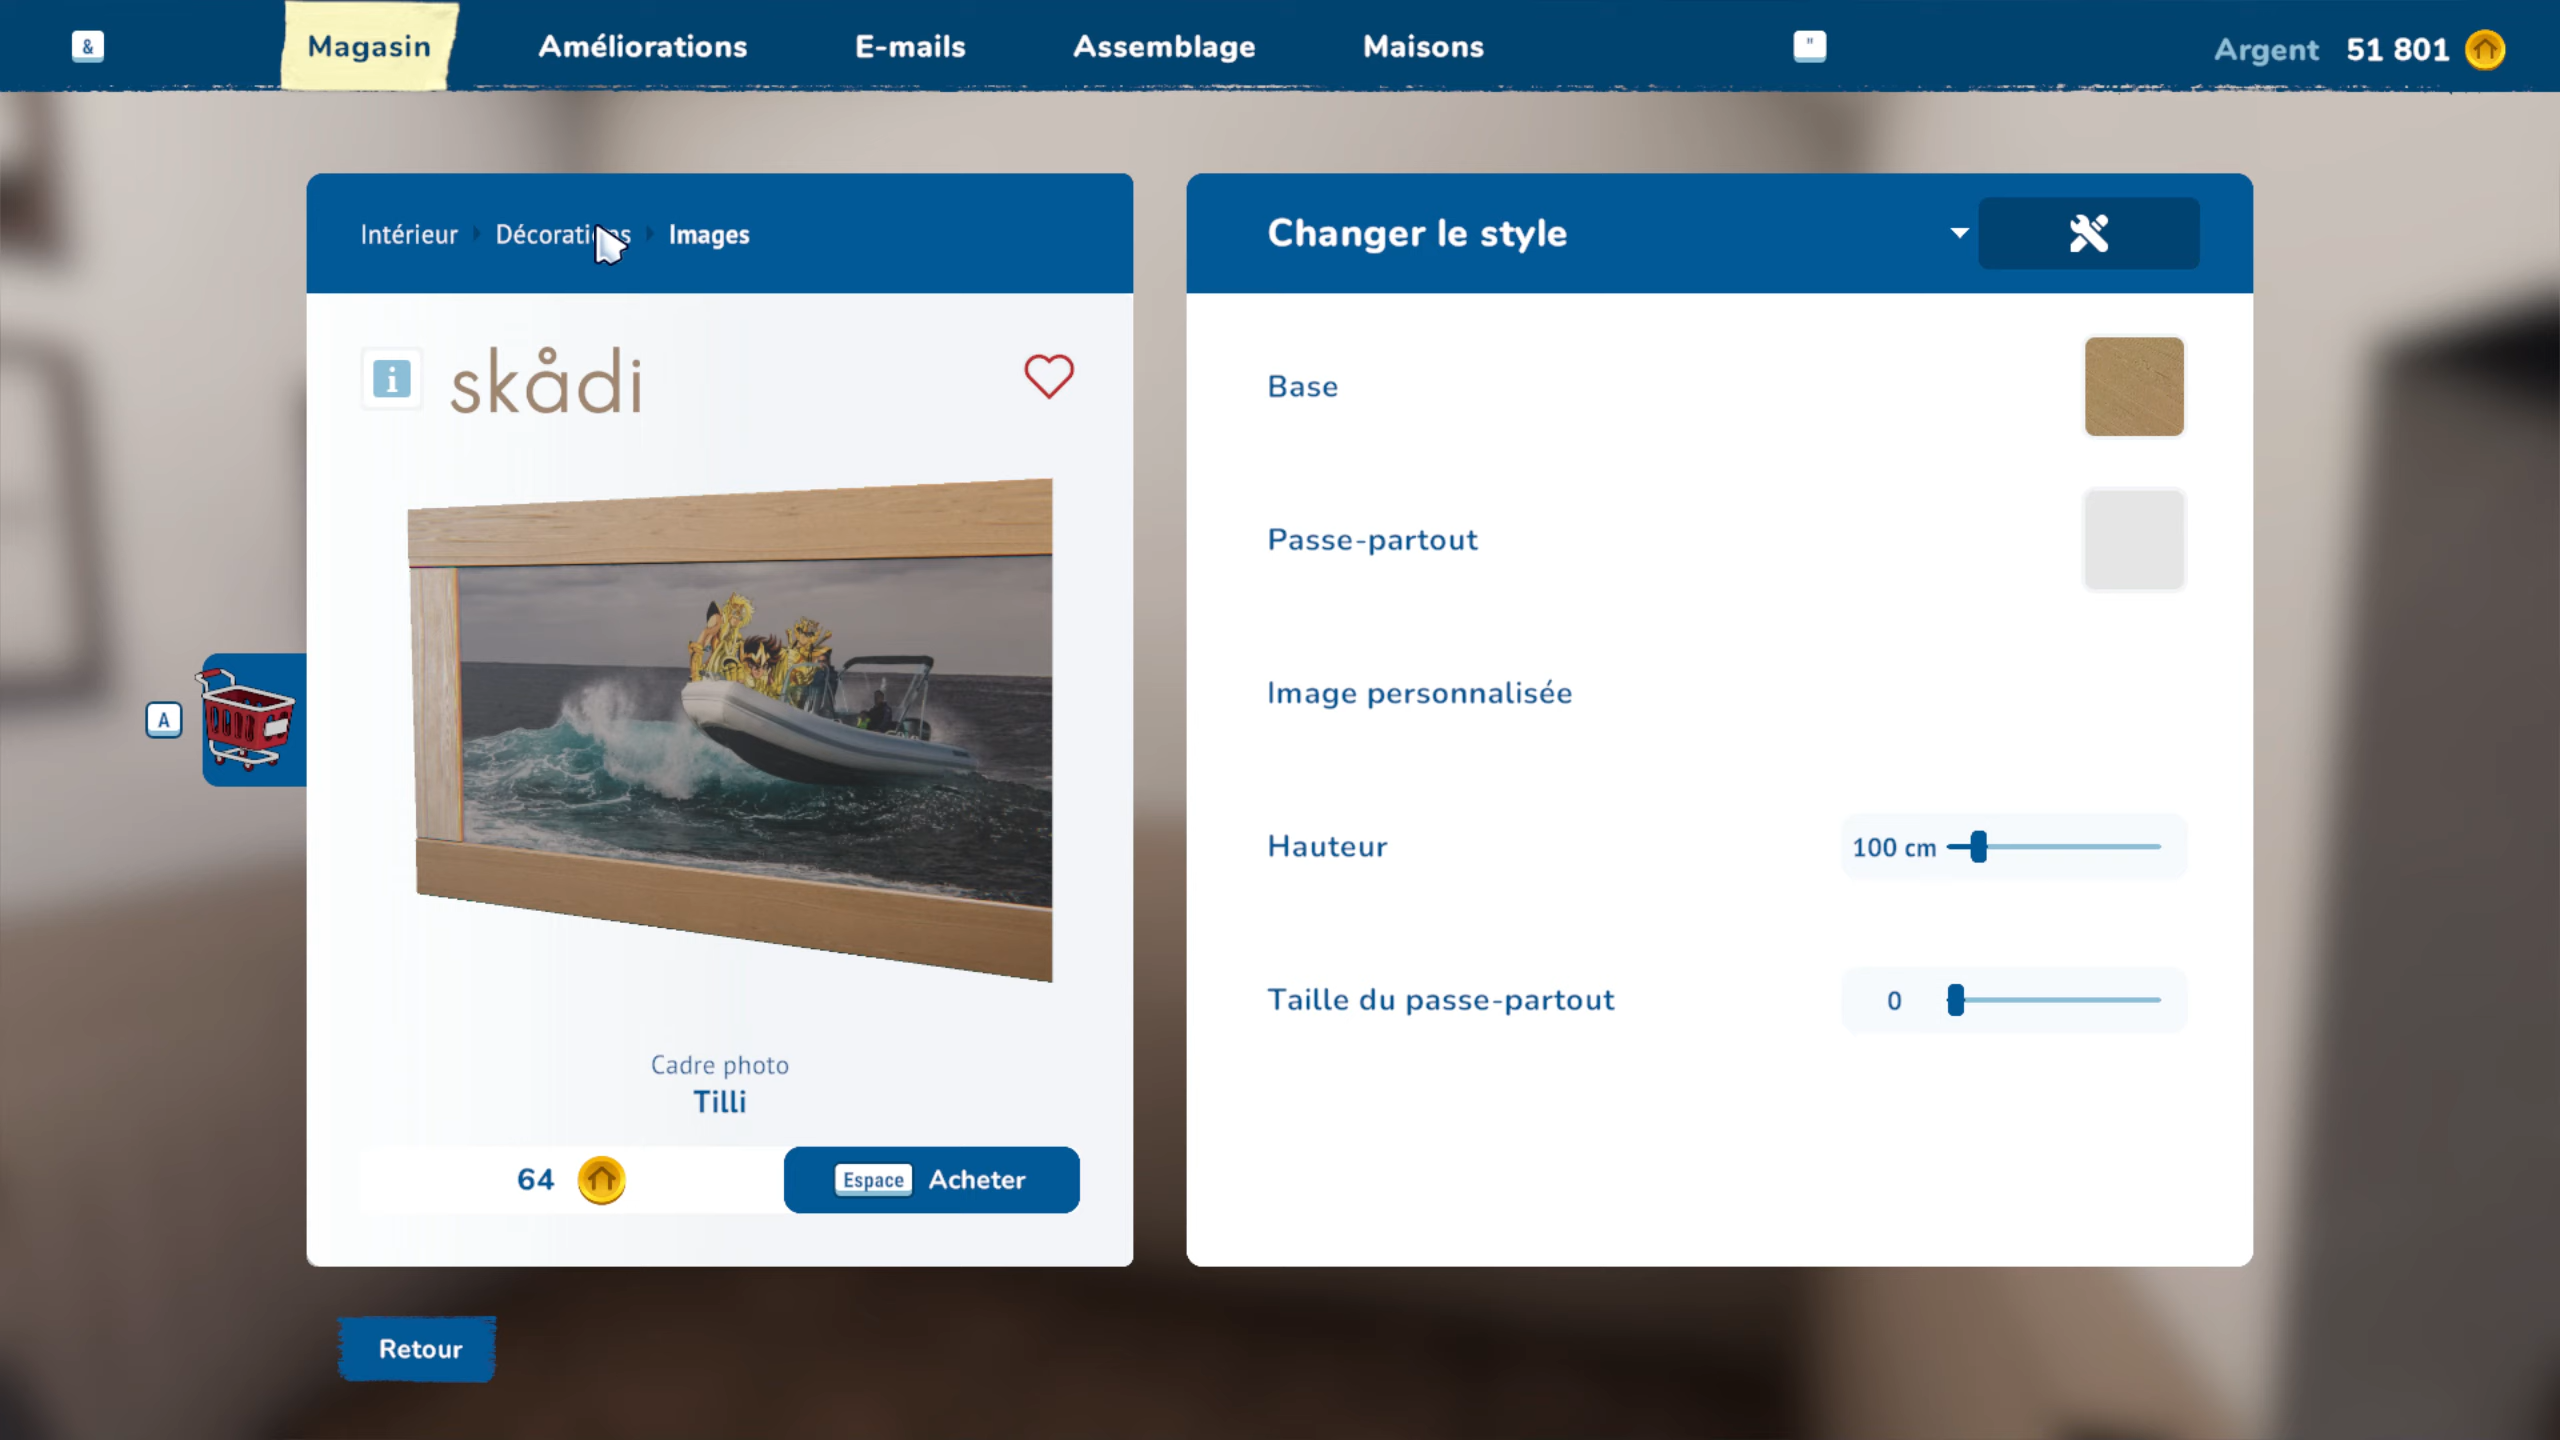 &
Magasin
Améliorations
E-mails
Assemblage
Maisons
"
Argent 51 801
Intérieur Décorations Images
i
skådi
A
Cadre photo
Tilli
64
Espace Acheter
Retour
Changer le style
Base
Passe-partout
Image personnalisée
Hauteur
100 cm
Taille du passe-partout
0